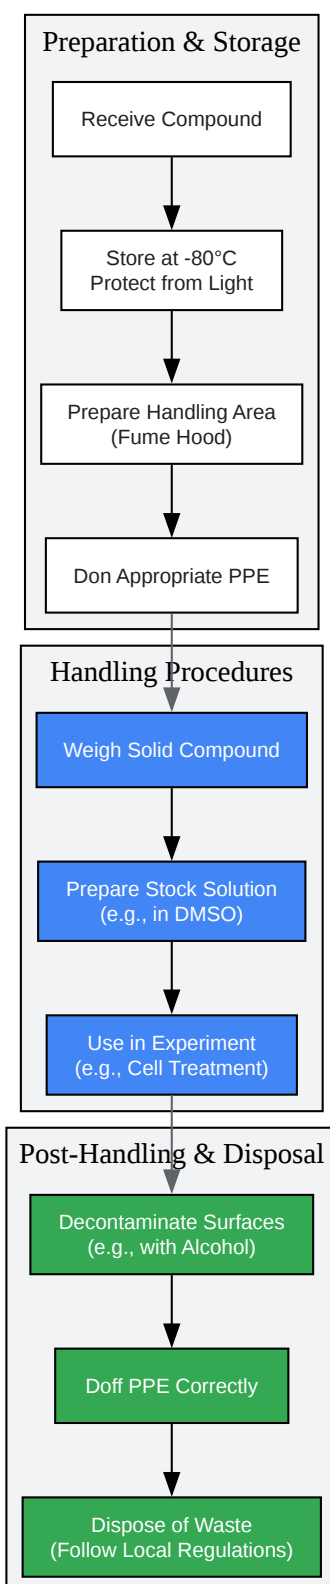 Preparation & Storage
Receive Compound
Store at -80°C
Protect from Light
Prepare Handling Area
(Fume Hood)
Don Appropriate PPE
Handling Procedures
Weigh Solid Compound
Prepare Stock Solution
(e.g., in DMSO)
Use in Experiment
(e.g., Cell Treatment)
Post-Handling & Disposal
Decontaminate Surfaces
(e.g., with Alcohol)
Doff PPE Correctly
Dispose of Waste
(Follow Local Regulations)